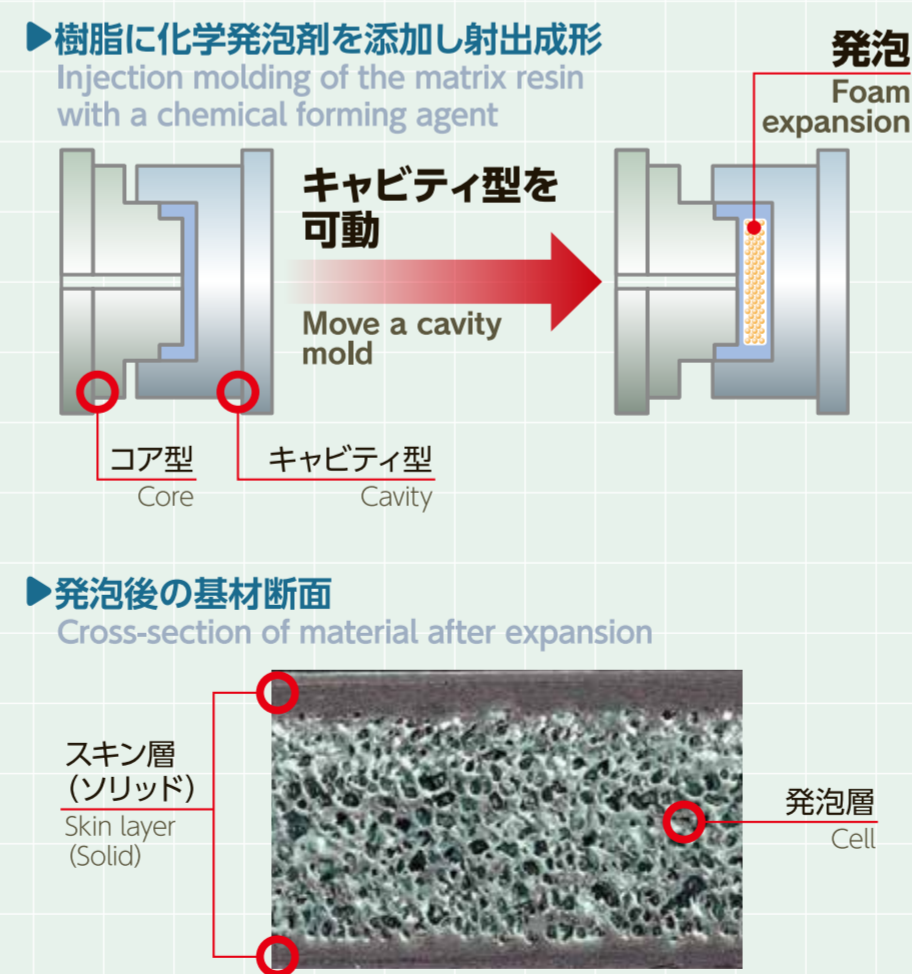 ▶樹脂に化学発泡剤を添加し射出成形
Injection molding of the matrix resin
with a chemical forming agent
発泡
Foam
expansion
キャビティ型を
可動
Move a cavity
mold
コア型
Core
キャビティ型
Cavity
▶発泡後の基材断面
Cross-section of material after expansion
スキン層
(ソリッド)
Skin layer
(Solid)
発泡層
Cell